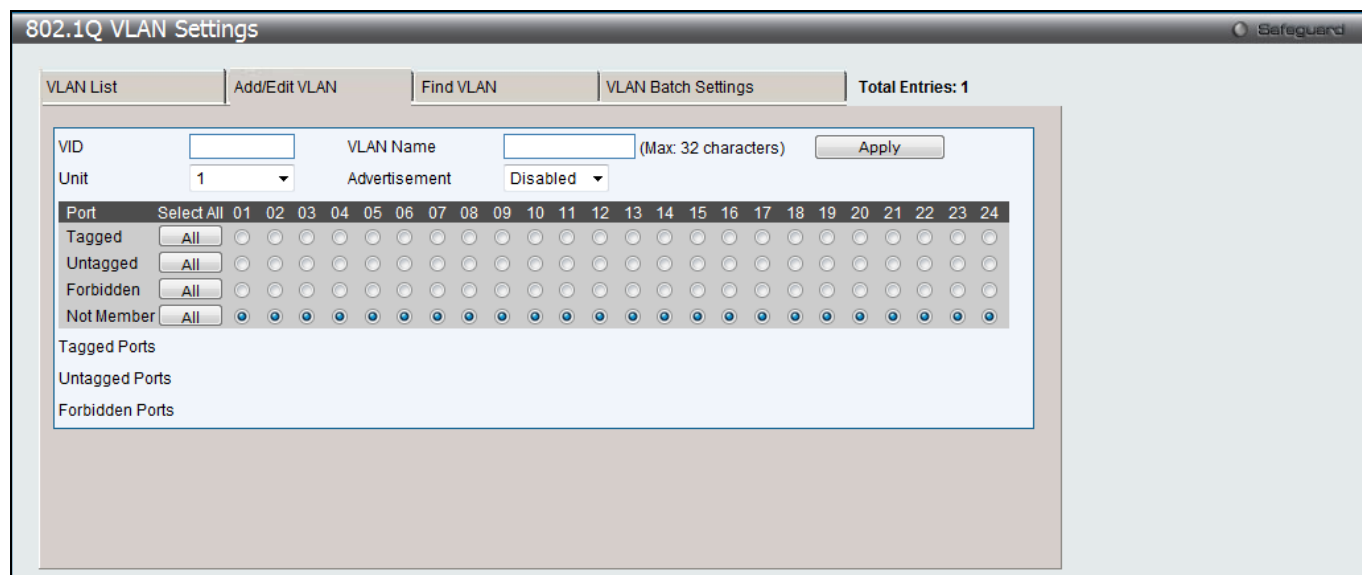 802.1Q VLAN Settings
Safeguard
VLAN List Add/Edit VLAN Find VLAN VLAN Batch Settings Total Entries: 1
VID VLAN Name (Max: 32 characters) Apply
Unit 1 Advertisement Disabled
Port Select All 01 02 03 04 05 06 07 08 09 10 11 12 13 14 15 16 17 18 19 20 21 22 23 24
Tagged All
Untagged All
Forbidden All
Not Member All
Tagged Ports
Untagged Ports
Forbidden Ports